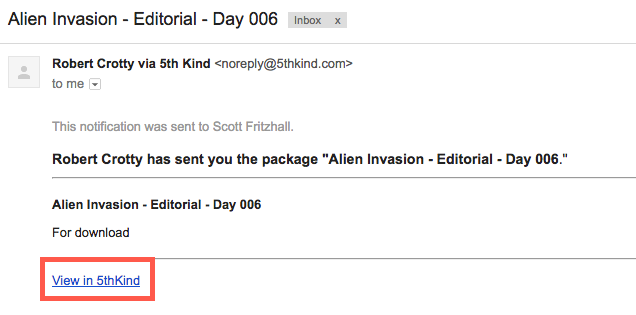 Alien Invasion - Editorial - Day 006 Inbox x
Robert Crotty via 5th Kind <noreply@5thkind.com>
to me
This notification was sent to Scott Fritzhall.
Robert Crotty has sent you the package "Alien Invasion - Editorial - Day 006."
Alien Invasion - Editorial - Day 006
For download
View in 5thKind